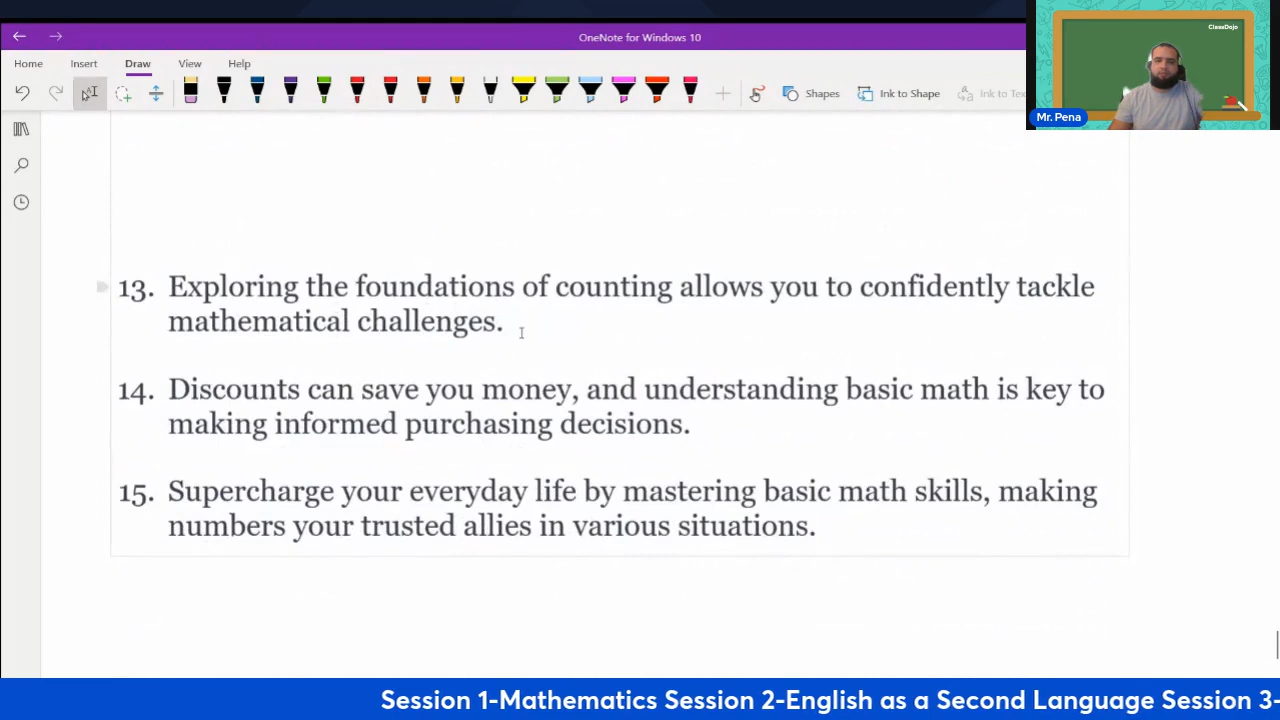 OneNote for Windows 10
ClassDojo
Home Insert Draw View Help
Shapes Ink to Shape Ink to
Mr. Pena
13. Exploring the foundations of counting allows you to confidently tackle
mathematical challenges.
14. Discounts can save you money, and understanding basic math is key to
making informed purchasing decisions.
15. Supercharge your everyday life by mastering basic math skills, making
numbers your trusted allies in various situations.
Session 1-Mathematics Session 2-English as a Second Language Session 3-